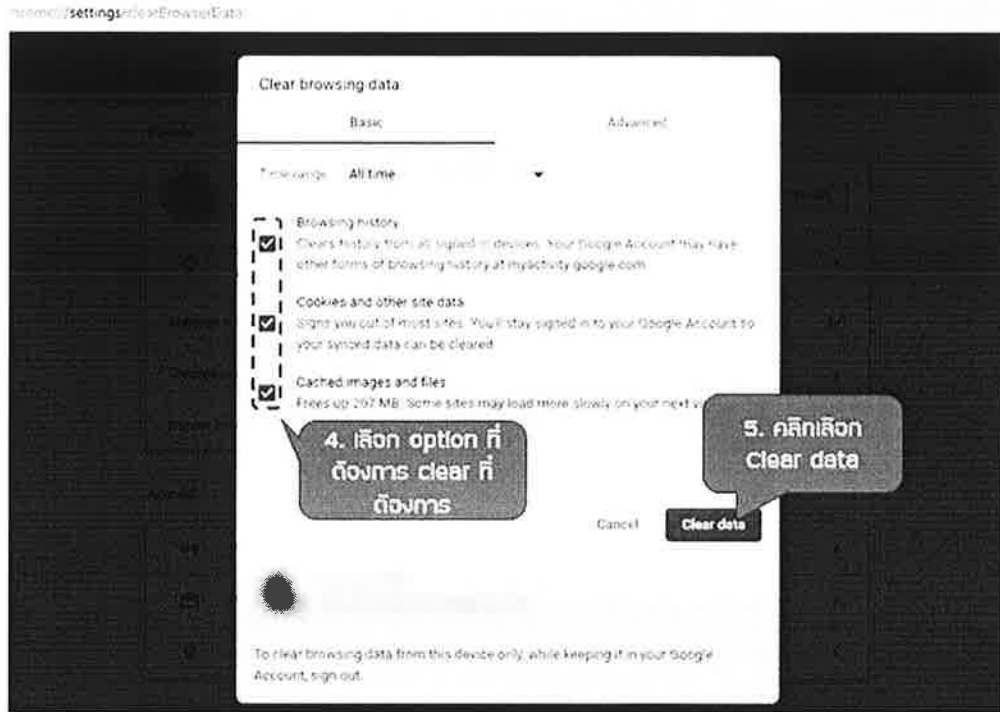 chrome://settings/clearBrowserData
Clear browsing data
Basic
Advanced
Time range
All time
Browsing history
Clears history from all signed-in devices. Your Google Account may have
other forms of browsing history at myactivity.google.com
Cookies and other site data
Signs you out of most sites. You'll stay signed in to your Google Account so
your synced data can be cleared
Cached images and files
Frees up 297 MB. Some sites may load more slowly on your next
4. เลือก option ที่
ต้องการ clear ที่
ต้องการ
5. คลิกเลือก
Clear data
Cancel
Clear data
To clear browsing data from this device only, while keeping it in your Google
Account, sign out.